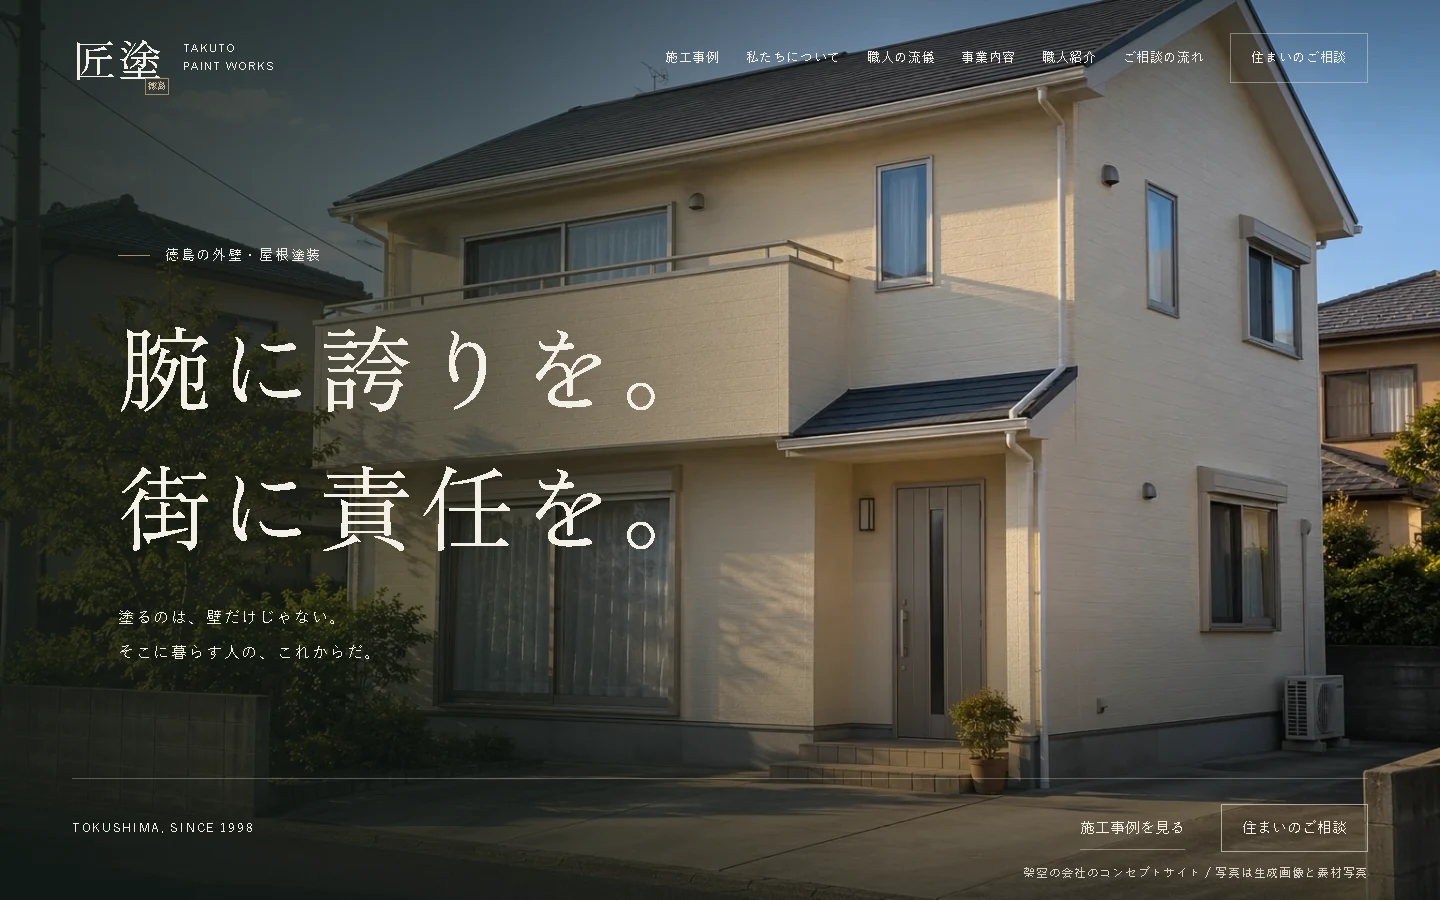 匠塗
徳島
TAKUTO
PAINT WORKS
施工事例
私たちについて
職人の流儀
事業内容
職人紹介
ご相談の流れ
住まいのご相談
徳島の外壁・屋根塗装
腕に誇りを。
街に責任を。
塗るのは、壁だけじゃない。
そこに暮らす人の、これからだ。
TOKUSHIMA, SINCE 1998
施工事例を見る
住まいのご相談
架空の会社のコンセプトサイト / 写真は生成画像と素材写真